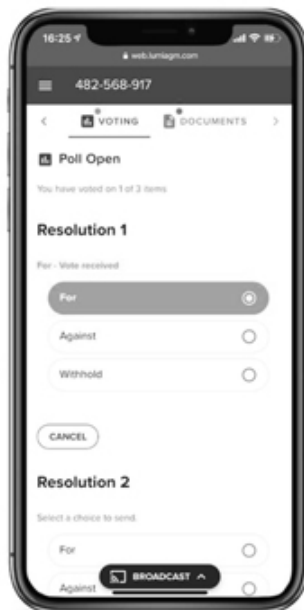 16:25
web.lumiagm.com
482-568-917
VOTING DOCUMENTS
Poll Open
You have voted on 1 of 3 items
Resolution 1
For - Vote received
For
Against
Withhold
CANCEL
Resolution 2
Select a choice to send.
For
Against
BROADCAST